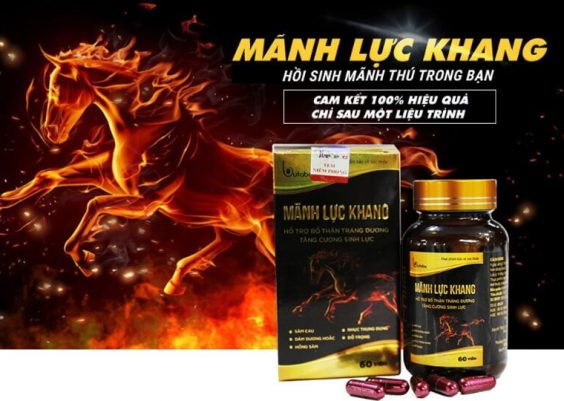 MÃNH LỰC KHANG
HỒI SINH MÃNH THÚ TRONG BẠN
CAM KẾT 100% HIỆU QUẢ
CHỈ SAU MỘT LIỆU TRÌNH
TEM
NIÊM PHONG
MÃNH LỰC KHANG
HỖ TRỢ BỔ THẬN TRÁNG DƯƠNG
TĂNG CƯỜNG SINH LỰC
• SÂM CAU
• DÂM DƯƠNG HOẮC
• HỒNG SÂM
• NHỤC THUNG DUNG
• ĐỖ TRỌNG
60 viên
MÃNH LỰC KHANG
HỖ TRỢ BỔ THẬN TRÁNG DƯƠNG
TĂNG CƯỜNG SINH LỰC
60 viên